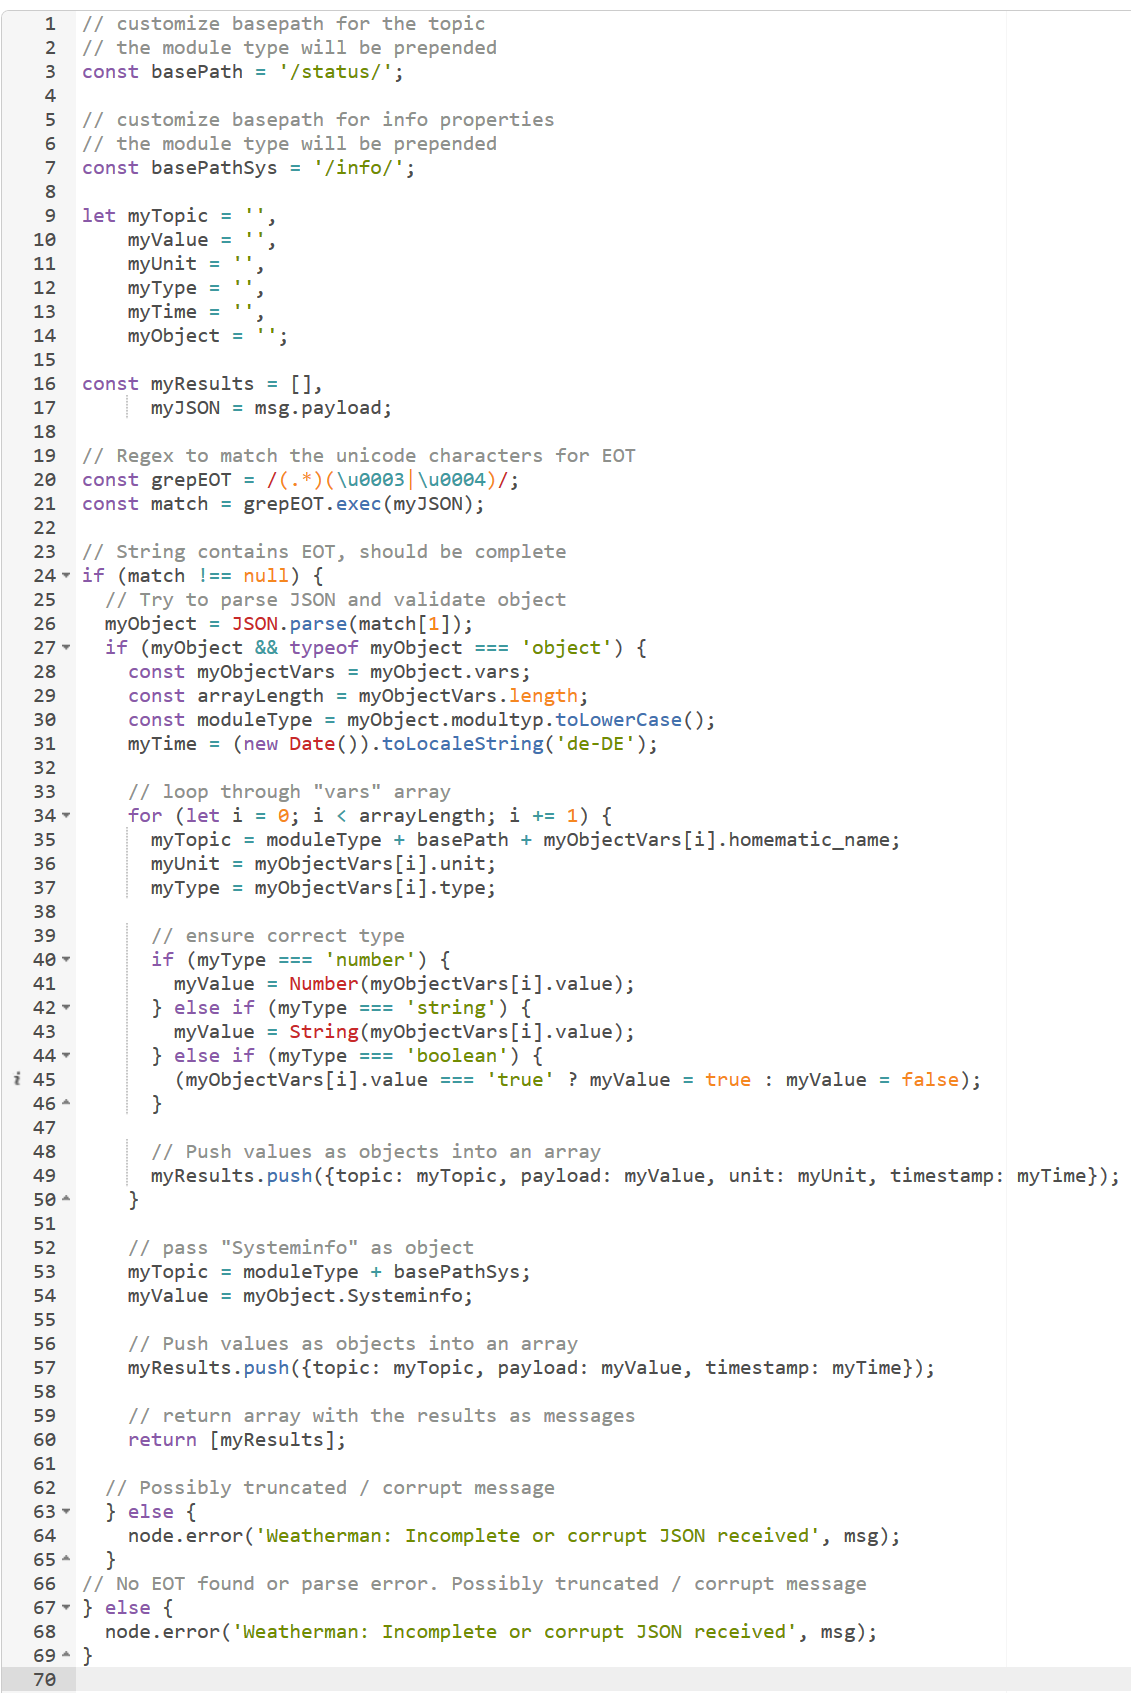 1 // customize basepath for the topic
2 // the module type will be prepended
3 const basePath = '/status/';
4
5 // customize basepath for info properties
6 // the module type will be prepended
7 const basePathSys = '/info/';
8
9 let myTopic = '',
10     myValue = '',
11     myUnit = '',
12     myType = '',
13     myTime = '',
14     myObject = '';
15
16 const myResults = [],
17       myJSON = msg.payload;
18
19 // Regex to match the unicode characters for EOT
20 const grepEOT = /(.*)(\u0003|\u0004)/;
21 const match = grepEOT.exec(myJSON);
22
23 // String contains EOT, should be complete
24 if (match !== null) {
25   // Try to parse JSON and validate object
26   myObject = JSON.parse(match[1]);
27   if (myObject && typeof myObject === 'object') {
28     const myObjectVars = myObject.vars;
29     const arrayLength = myObjectVars.length;
30     const moduleType = myObject.modultyp.toLowerCase();
31     myTime = (new Date()).toLocaleString('de-DE');
32
33     // loop through "vars" array
34     for (let i = 0; i < arrayLength; i += 1) {
35       myTopic = moduleType + basePath + myObjectVars[i].homematic_name;
36       myUnit = myObjectVars[i].unit;
37       myType = myObjectVars[i].type;
38
39       // ensure correct type
40       if (myType === 'number') {
41         myValue = Number(myObjectVars[i].value);
42       } else if (myType === 'string') {
43         myValue = String(myObjectVars[i].value);
44       } else if (myType === 'boolean') {
i 45         (myObjectVars[i].value === 'true' ? myValue = true : myValue = false);
46       }
47
48       // Push values as objects into an array
49       myResults.push({topic: myTopic, payload: myValue, unit: myUnit, timestamp: myTime});
50     }
51
52     // pass "Systeminfo" as object
53     myTopic = moduleType + basePathSys;
54     myValue = myObject.Systeminfo;
55
56     // Push values as objects into an array
57     myResults.push({topic: myTopic, payload: myValue, timestamp: myTime});
58
59     // return array with the results as messages
60     return [myResults];
61
62   // Possibly truncated / corrupt message
63   } else {
64     node.error('Weatherman: Incomplete or corrupt JSON received', msg);
65   }
66 // No EOT found or parse error. Possibly truncated / corrupt message
67 } else {
68   node.error('Weatherman: Incomplete or corrupt JSON received', msg);
69 }
70